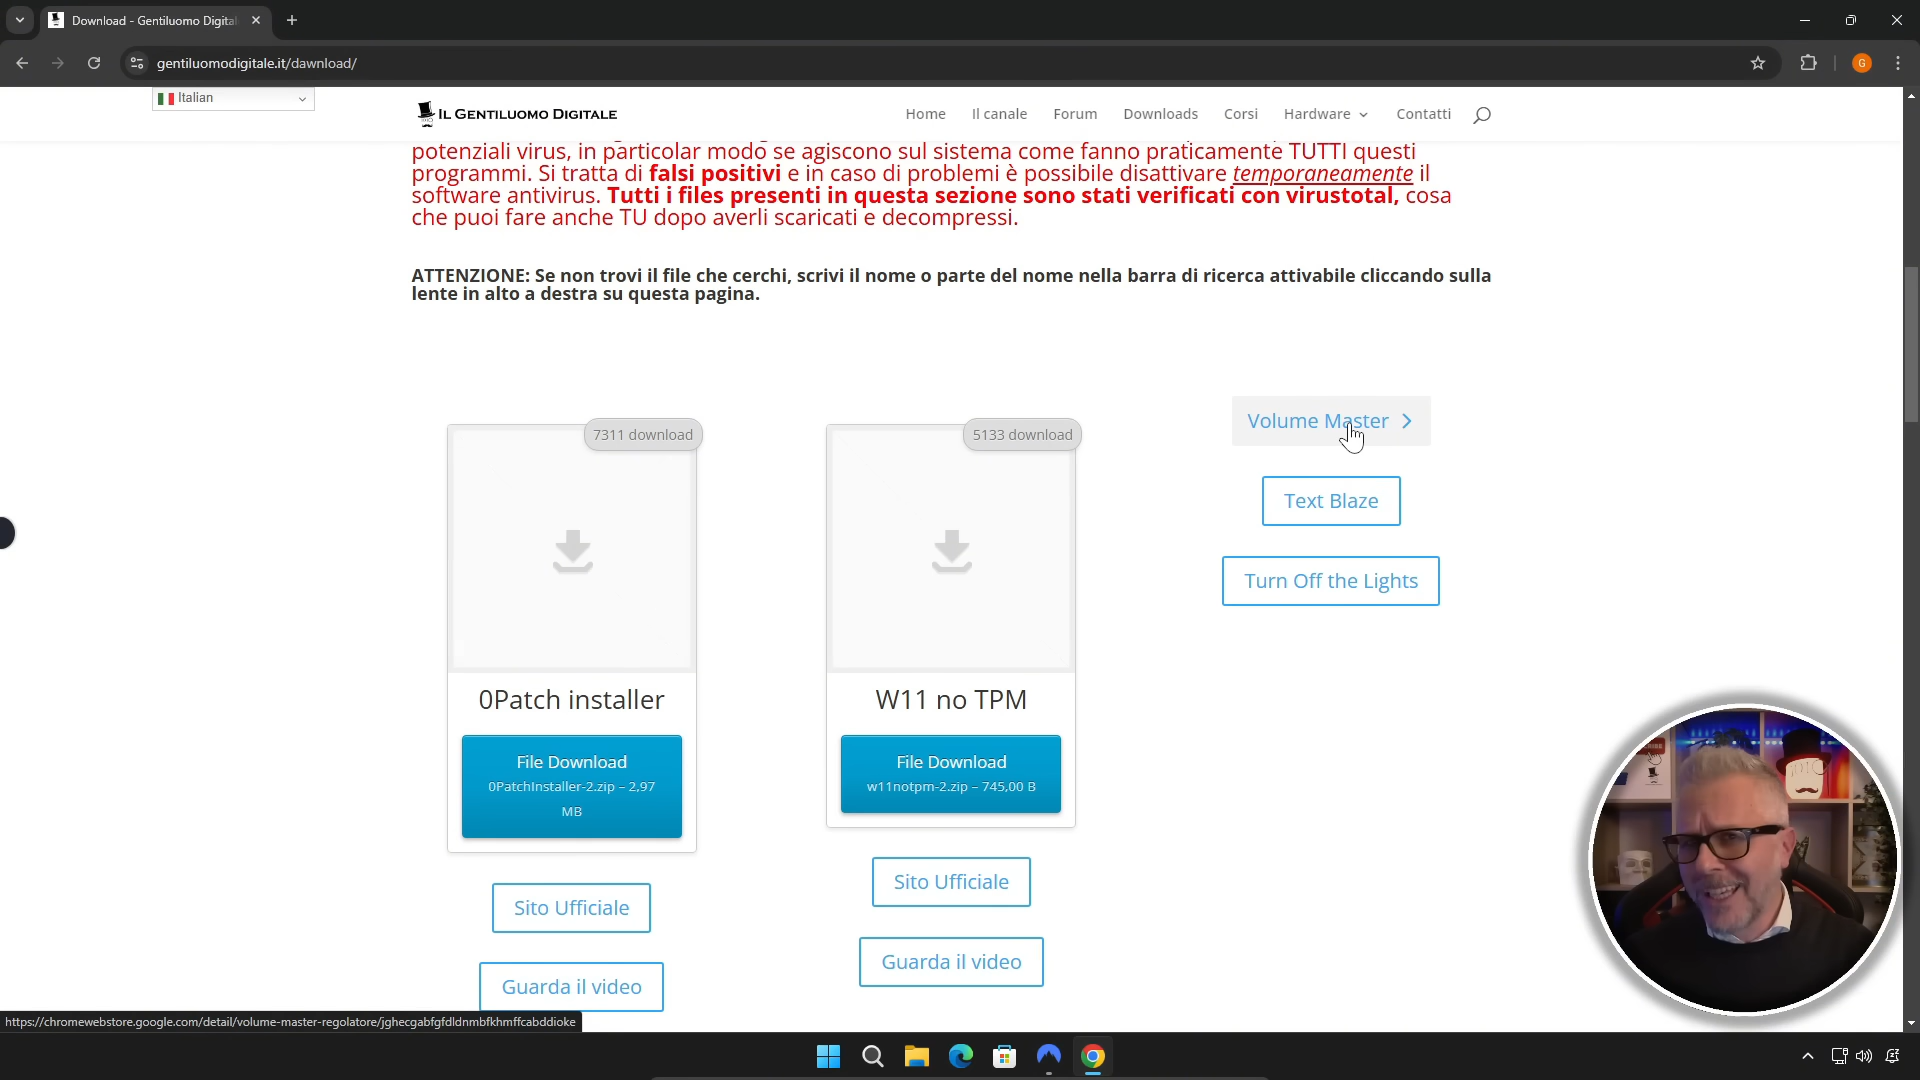 Download - Gentiluomo Digital
gentiluomodigitale.it/dawnload/
G
Italian
IL GENTILUOMO DIGITALE
Home
Il canale
Forum
Downloads
Corsi
Hardware
Contatti
potenziali virus, in particolar modo se agiscono sul sistema come fanno praticamente TUTTI questi
programmi. Si tratta di falsi positivi e in caso di problemi è possibile disattivare temporaneamente il
software antivirus. Tutti i files presenti in questa sezione sono stati verificati con virustotal, cosa
che puoi fare anche TU dopo averli scaricati e decompressi.
ATTENZIONE: Se non trovi il file che cerchi, scrivi il nome o parte del nome nella barra di ricerca attivabile cliccando sulla
lente in alto a destra su questa pagina.
7311 download
0Patch installer
File Download
0PatchInstaller-2.zip – 2,97
MB
Sito Ufficiale
Guarda il video
5133 download
W11 no TPM
File Download
w11notpm-2.zip – 745,00 B
Sito Ufficiale
Guarda il video
Volume Master
Text Blaze
Turn Off the Lights
https://chromewebstore.google.com/detail/volume-master-regolatore/jghecgabfgfdldnmbfkhmffcabddioke